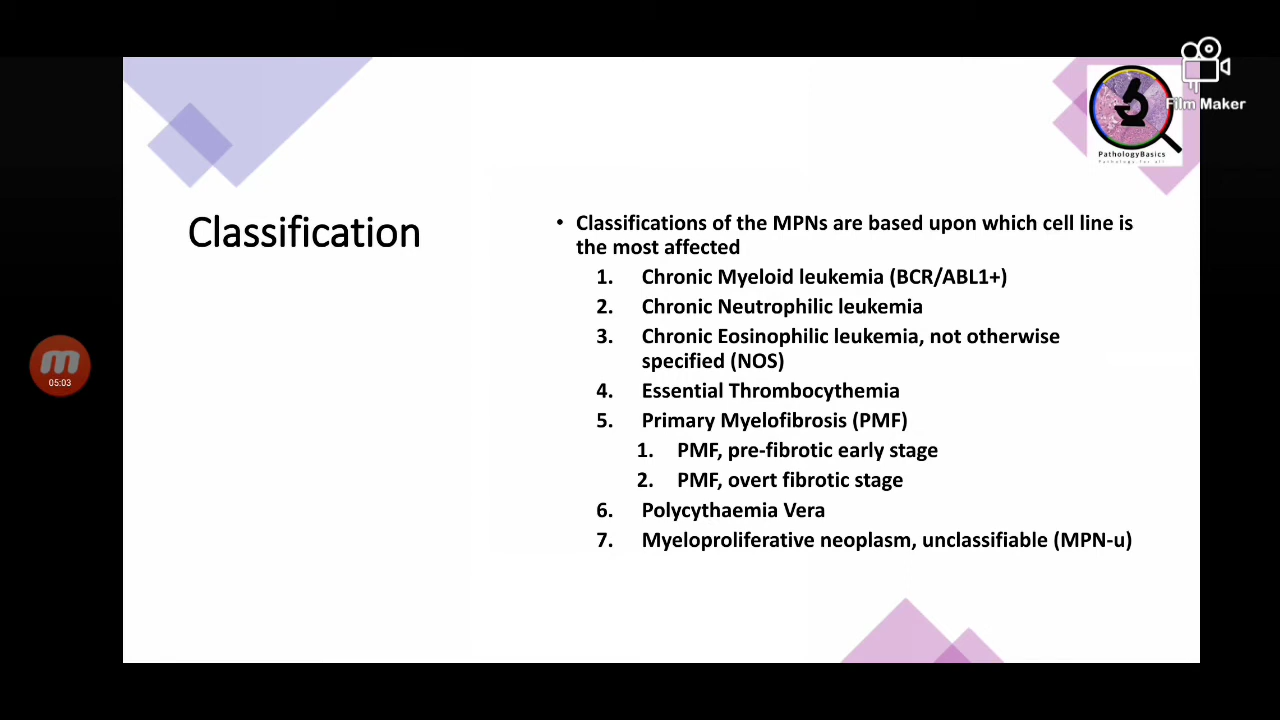 Film Maker
PathologyBasics
Pathology for all
Classification
• Classifications of the MPNs are based upon which cell line is
the most affected
1. Chronic Myeloid leukemia (BCR/ABL1+)
2. Chronic Neutrophilic leukemia
3. Chronic Eosinophilic leukemia, not otherwise
specified (NOS)
4. Essential Thrombocythemia
5. Primary Myelofibrosis (PMF)
1. PMF, pre-fibrotic early stage
2. PMF, overt fibrotic stage
6. Polycythaemia Vera
7. Myeloproliferative neoplasm, unclassifiable (MPN-u)
05:03